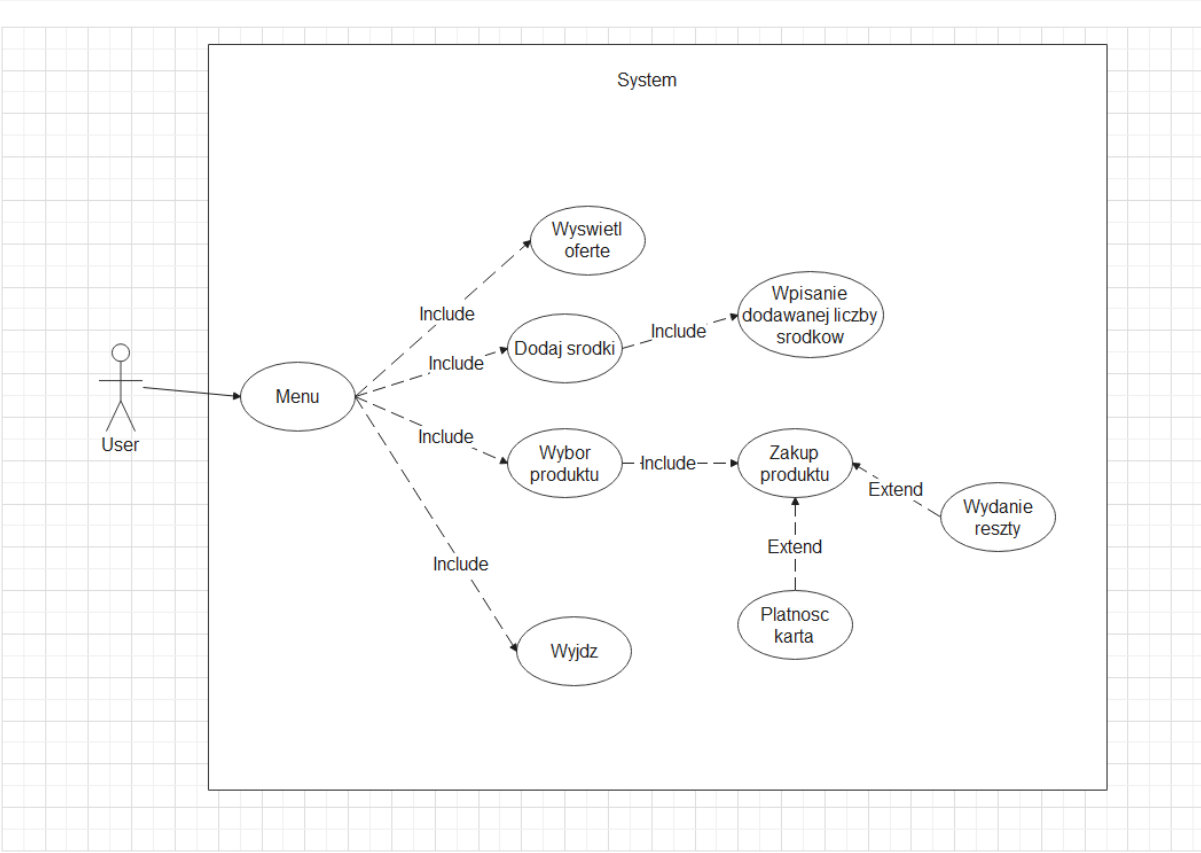 System
Wyswietl
oferte
Include
Wpisanie
dodawanej liczby
srodkow
Include
Dodaj srodki
Include
Menu
User
Include
Wybor
produktu
Include
Zakup
produktu
Extend
Wydanie
reszty
Extend
Include
Platnosc
karta
Wyjdz